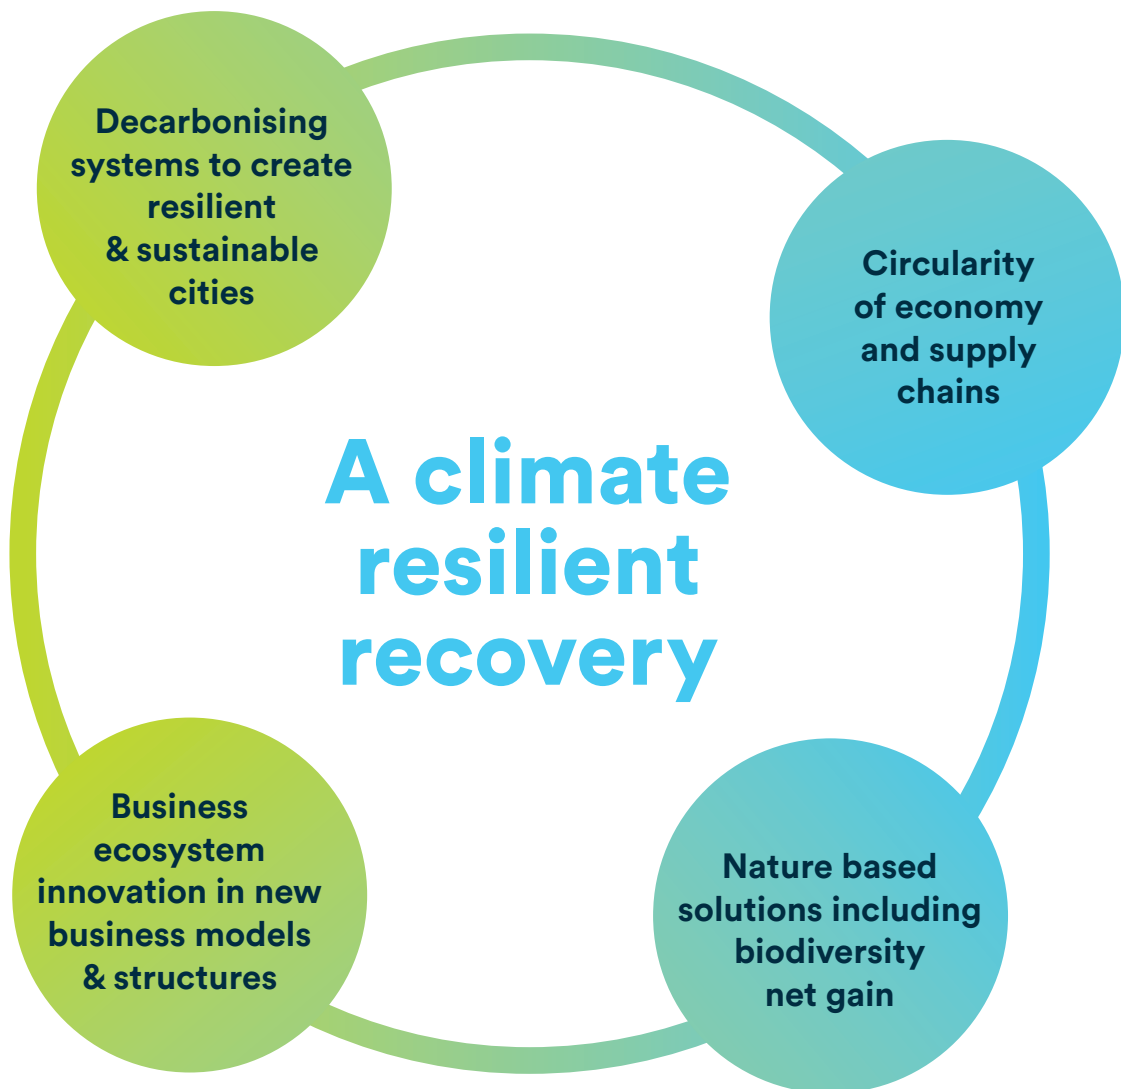 Decarbonising
systems to create
resilient
& sustainable
cities
Circularity
of economy
and supply
chains
A climate
resilient
recovery
Business
ecosystem
innovation in new
business models
& structures
Nature based
solutions including
biodiversity
net gain